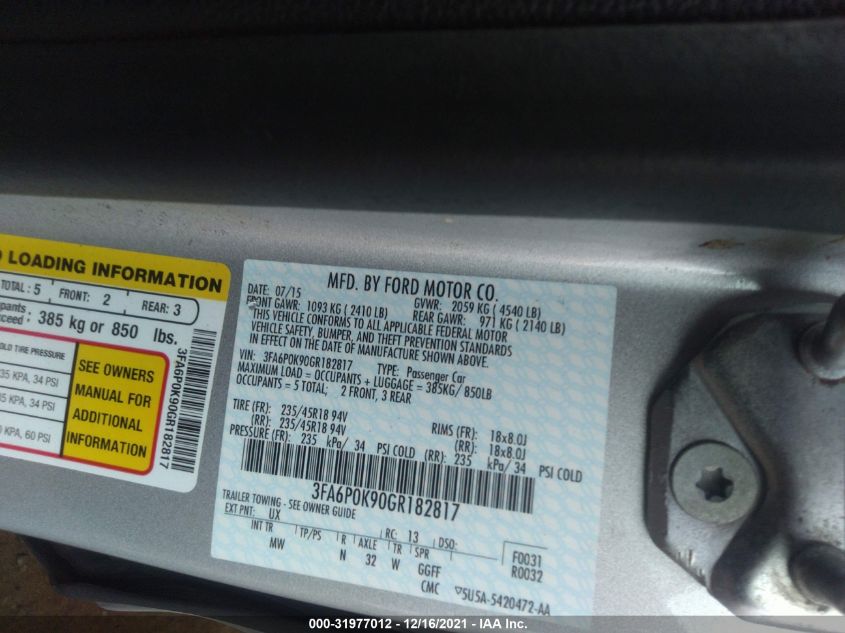 LOADING INFORMATION
TOTAL: 5 FRONT: 2 REAR: 3
385 kg or 850 lbs.
TIRE PRESSURE
35 KPA, 34 PSI
35 KPA, 34 PSI
KPA, 60 PSI
SEE OWNERS
MANUAL FOR
ADDITIONAL
INFORMATION
3FA6P0K90GR182817
MFD. BY FORD MOTOR CO.
DATE: 07/15 GVWR: 2059 KG (4540 LB)
FRONT GAWR: 1093 KG (2410 LB) REAR GAWR: 971 KG (2140 LB)
THIS VEHICLE CONFORMS TO ALL APPLICABLE FEDERAL MOTOR
VEHICLE SAFETY, BUMPER, AND THEFT PREVENTION STANDARDS
IN EFFECT ON THE DATE OF MANUFACTURE SHOWN ABOVE.
VIN: 3FA6P0K90GR182817 TYPE: Passenger Car
MAXIMUM LOAD = OCCUPANTS + LUGGAGE = 385KG/850LB
OCCUPANTS = 5 TOTAL; 2 FRONT, 3 REAR
TIRE (FR): 235/45R18 94V RIMS (FR): 18x8.0J
(RR): 235/45R18 94V (RR): 18x8.0J
PRESSURE (FR): 235 kPa/ 34 PSI COLD (RR): 235 kPa/ 34 PSI COLD
3FA6P0K90GR182817
TRAILER TOWING - SEE OWNER GUIDE
EXT PNT: UX RC: 13 DSO: F0031
INT TR TP/PS R AXLE TR SPR R0032
MW N 32 W GGFF
CMC ▽5U5A-5420472-AA
000-31977012 - 12/16/2021 - IAA Inc.